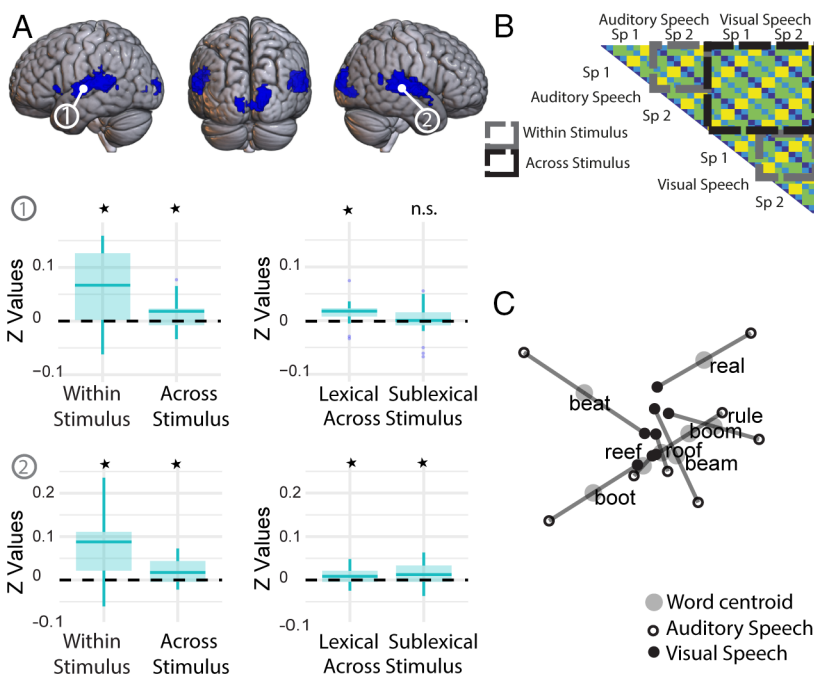 A
1
2
B
Auditory Speech
Visual Speech
Sp 1
Sp 2
Sp 1
Sp 2
Sp 1
Auditory Speech
Sp 2
Within Stimulus
Across Stimulus
Sp 1
Visual Speech
Sp 2
1
★ ★
Z Values
0.1
0
−0.1
Within
Stimulus
Across
Stimulus
★ n.s.
Z Values
0.1
0
−0.1
Lexical Sublexical
Across Stimulus
2
★ ★
Z Values
0.2
0.1
0
−0.1
Within
Stimulus
Across
Stimulus
★ ★
Z Values
0.2
0.1
0
−0.1
Lexical Sublexical
Across Stimulus
C
real
beat
rule
boom
reef
roof
beam
boot
Word centroid
Auditory Speech
Visual Speech